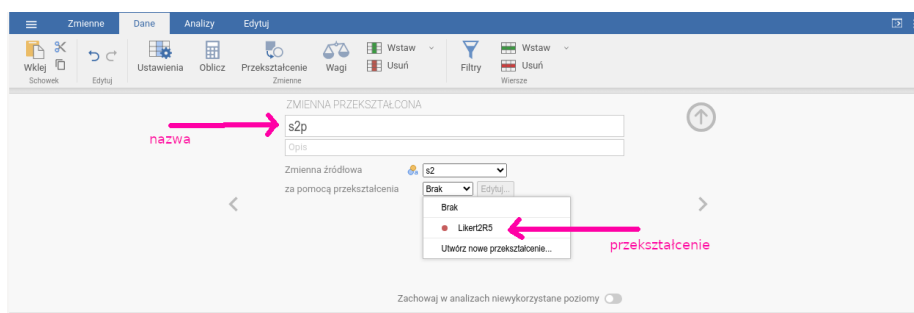 Zmienne Dane Analizy Edytuj
Wklej Ustawienia Oblicz Przekształcenie Wagi Wstaw Usuń Filtry Wstaw Usuń
Schowek Edytuj Zmienne Wiersze
ZMIENNA PRZEKSZTAŁCONA
s2p
nazwa
Opis
Zmienna źródłowa s2
za pomocą przekształcenia Brak Edytuj...
Brak
Likert2R5
przekształcenie
Utwórz nowe przekształcenie...
Zachowaj w analizach niewykorzystane poziomy